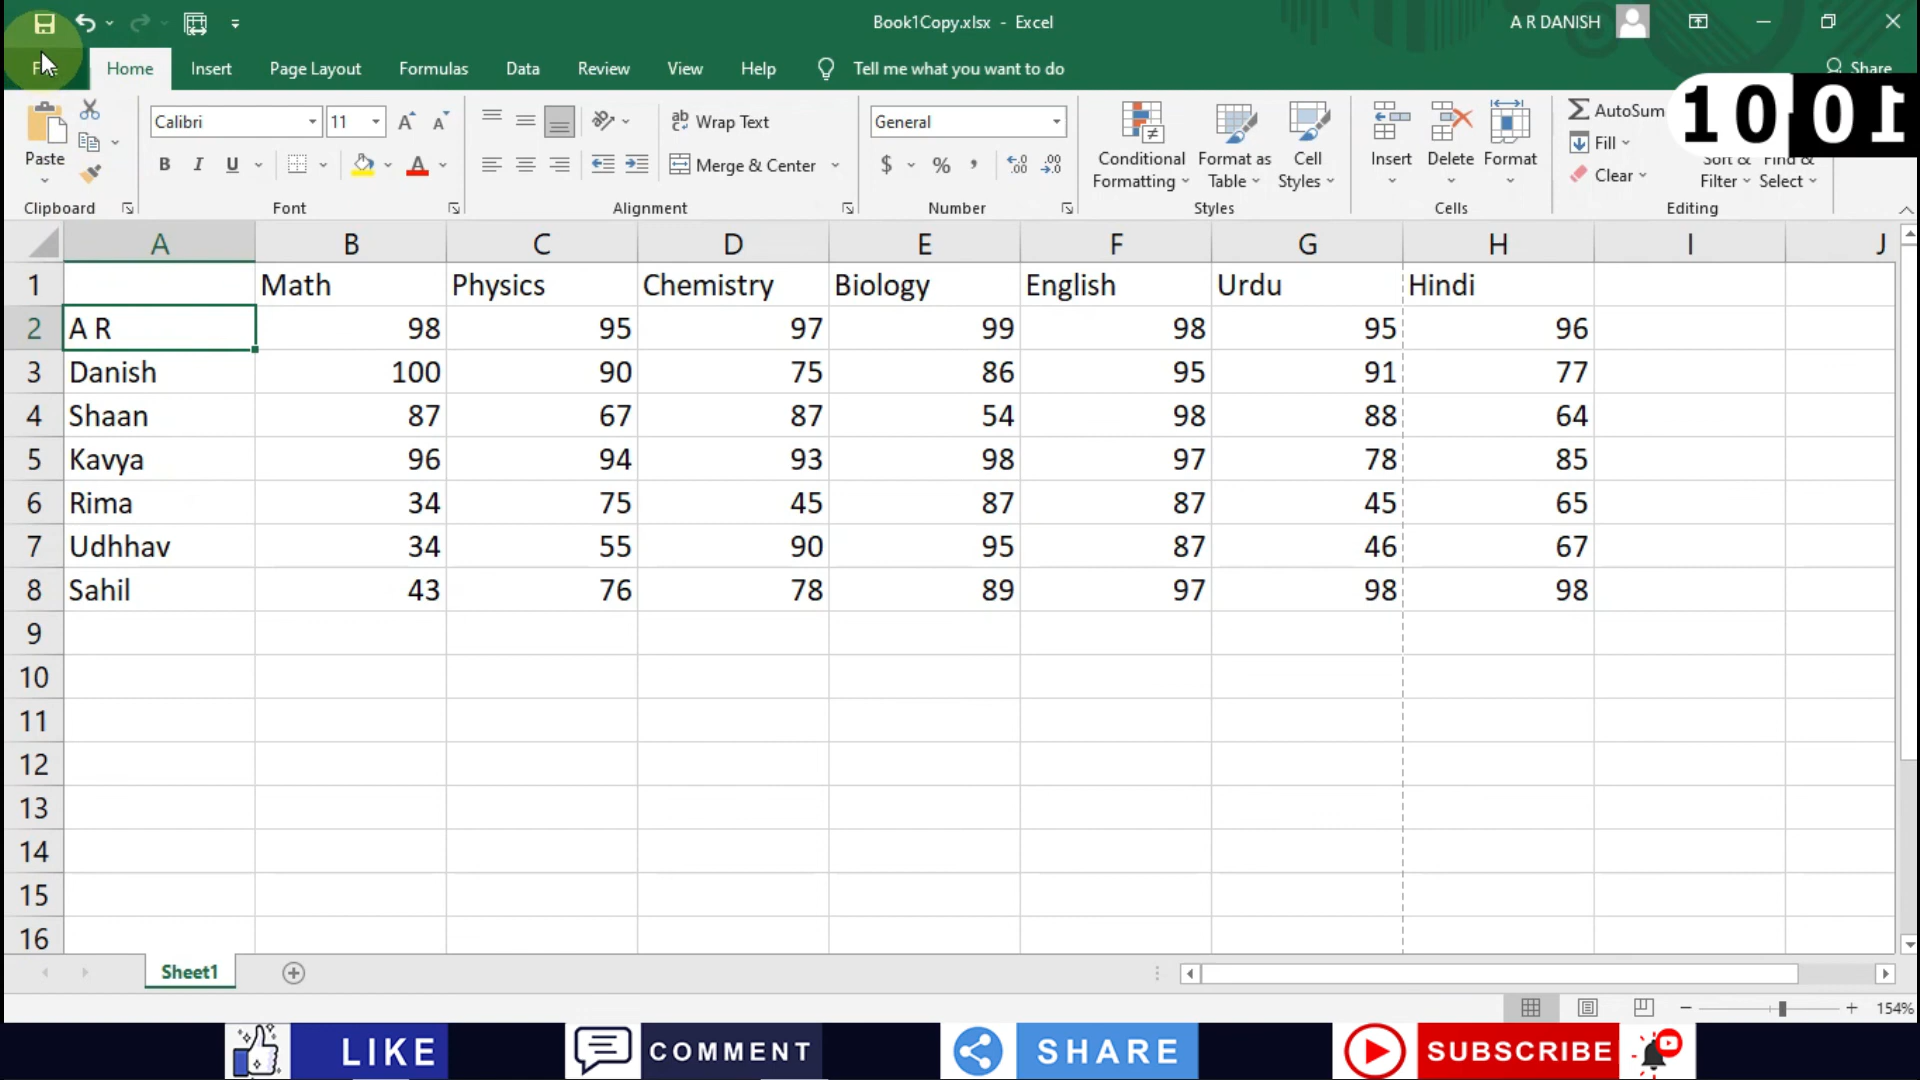 Book1Copy.xlsx - Excel
A R DANISH
Home Insert Page Layout Formulas Data Review View Help Tell me what you want to do Share
10 01
Calibri 11 Wrap Text General AutoSum
Paste Merge & Center $ % Conditional Formatting Format as Table Cell Styles Insert Delete Format Fill Sort & Filter Find & Select
Clear
Clipboard Font Alignment Number Styles Cells Editing
A B C D E F G H I J
1 Math Physics Chemistry Biology English Urdu Hindi
2 A R 98 95 97 99 98 95 96
3 Danish 100 90 75 86 95 91 77
4 Shaan 87 67 87 54 98 88 64
5 Kavya 96 94 93 98 97 78 85
6 Rima 34 75 45 87 87 45 65
7 Udhhav 34 55 90 95 87 46 67
8 Sahil 43 76 78 89 97 98 98
9
10
11
12
13
14
15
16
Sheet1
154%
LIKE COMMENT SHARE SUBSCRIBE